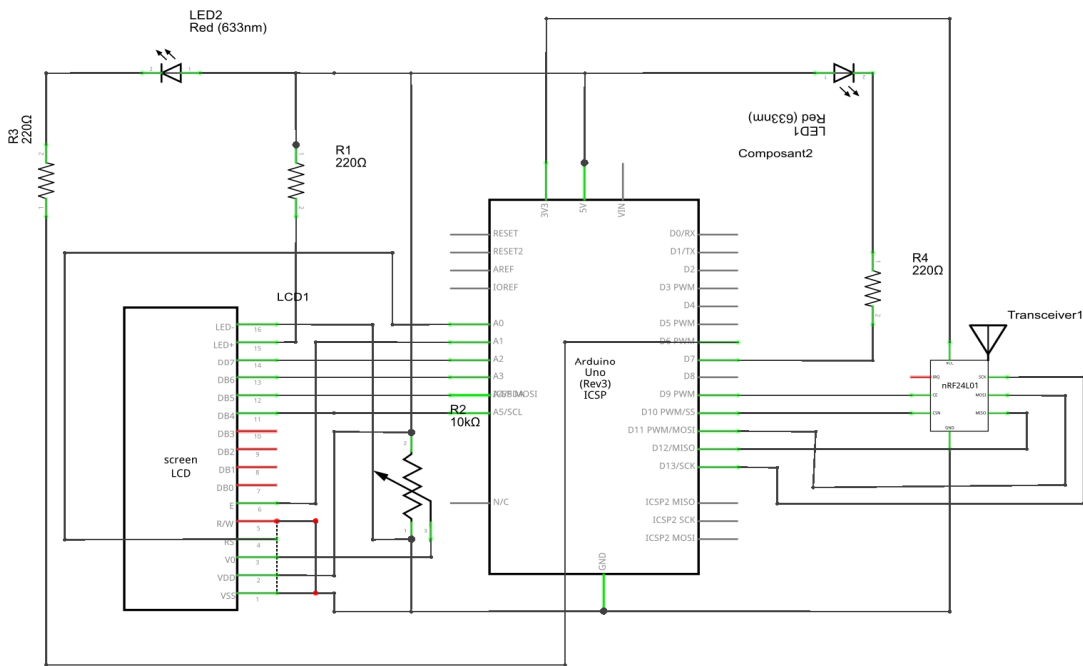 LED2
Red (633nm)
R3
220Ω
R1
220Ω
LED1
Red (633nm)
Composant2
R4
220Ω
Transceiver1
nRF24L01
VCC
IRQ
CE
CSN
SCK
MOSI
MISO
GND
3V3
5V
VIN
RESET
RESET2
AREF
IOREF
A0
A1
A2
A3
A5/SCL
N/C
D0/RX
D1/TX
D2
D3 PWM
D4
D5 PWM
D6 PWM
D7
D8
D9 PWM
D10 PWM/SS
D11 PWM/MOSI
D12/MISO
D13/SCK
ICSP2 MISO
ICSP2 SCK
ICSP2 MOSI
GND
Arduino
Uno
(Rev3)
ICSP
R2
10kΩ
LCD1
screen
LCD
LED- 16
LED+ 15
DB7 14
DB6 13
DB5 12
DB4 11
DB3 10
DB2 9
DB1 8
DB0 7
E 6
R/W 5
RS 4
V0 3
VDD 2
VSS 1